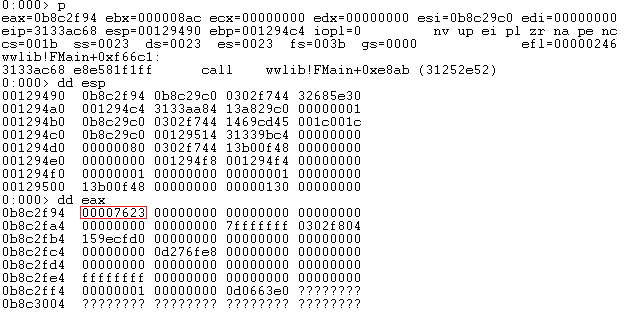 0:000> p
eax=0b8c2f94 ebx=000008ac ecx=00000000 edx=00000000 esi=0b8c29c0 edi=00000000
eip=3133ac68 esp=00129490 ebp=001294c4 iopl=0 nv up ei pl zr na pe nc
cs=001b ss=0023 ds=0023 es=0023 fs=003b gs=0000 efl=00000246
wwlib!FMain+0xf66c1:
3133ac68 e8e581f1ff call wwlib!FMain+0xe8ab (31252e52)
0:000> dd esp
00129490 0b8c2f94 0b8c29c0 0302f744 32685e30
001294a0 001294c4 3133aa84 13a829c0 00000001
001294b0 0b8c29c0 0302f744 1469cd45 001c001c
001294c0 0b8c29c0 00129514 31339bc4 00000000
001294d0 00000080 0302f744 13b00f48 00000000
001294e0 00000000 001294f8 001294f4 00000000
001294f0 00000001 00000000 00000001 00000000
00129500 13b00f48 00000000 00000130 00000000
0:000> dd eax
0b8c2f94 00007623 00000000 00000000 00000000
0b8c2fa4 00000000 00000000 7fffffff 0302f804
0b8c2fb4 159ecfd0 00000000 00000000 00000000
0b8c2fc4 00000000 0d276fe8 00000000 00000000
0b8c2fd4 00000000 00000000 00000000 00000000
0b8c2fe4 ffffffff 00000000 00000000 00000000
0b8c2ff4 00000001 00000000 0d0663e0 ????????
0b8c3004 ???????? ???????? ???????? ????????